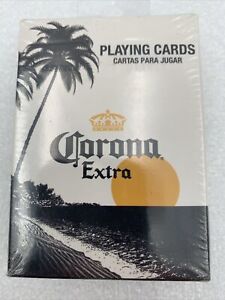 PLAYING CARDS
CARTAS PARA JUGAR
Corona
Extra